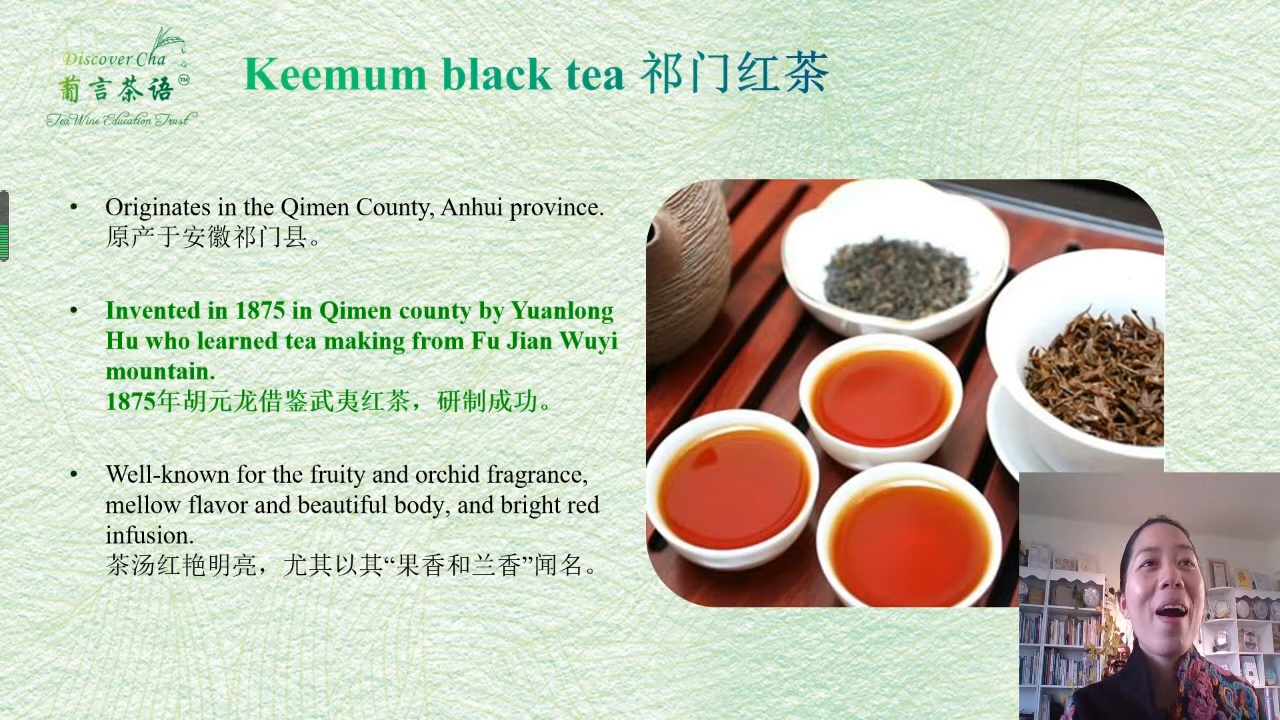 Discover Cha
葡言茶语™
Tea Wine Education Trust
Keemum black tea 祁门红茶
• Originates in the Qimen County, Anhui province.
原产于安徽祁门县。
• Invented in 1875 in Qimen county by Yuanlong
Hu who learned tea making from Fu Jian Wuyi
mountain.
1875年胡元龙借鉴武夷红茶，研制成功。
• Well-known for the fruity and orchid fragrance,
mellow flavor and beautiful body, and bright red
infusion.
茶汤红艳明亮，尤其以其“果香和兰香”闻名。